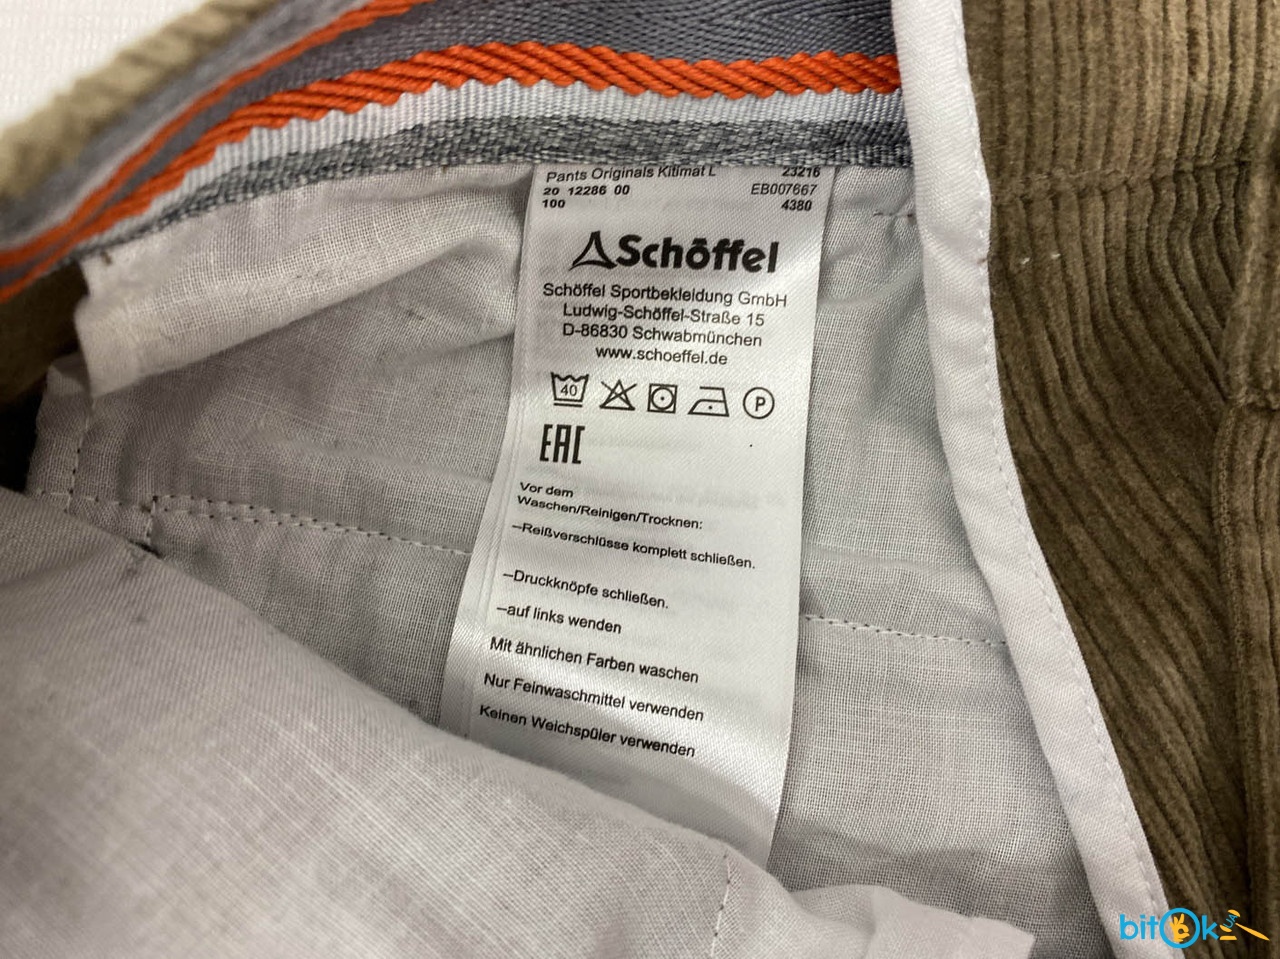 Pants Originals Kitimat L 23216
20 12286 00 EB007667
100 4380
Schöffel
Schöffel Sportbekleidung GmbH
Ludwig-Schöffel-Straße 15
D-86830 Schwabmünchen
www.schoeffel.de
40 P
EAC
Vor dem
Waschen/Reinigen/Trocknen:
–Reißverschlüsse komplett schließen.
–Druckknöpfe schließen.
–auf links wenden
Mit ähnlichen Farben waschen
Nur Feinwaschmittel verwenden
Keinen Weichspüler verwenden
bitOk UA